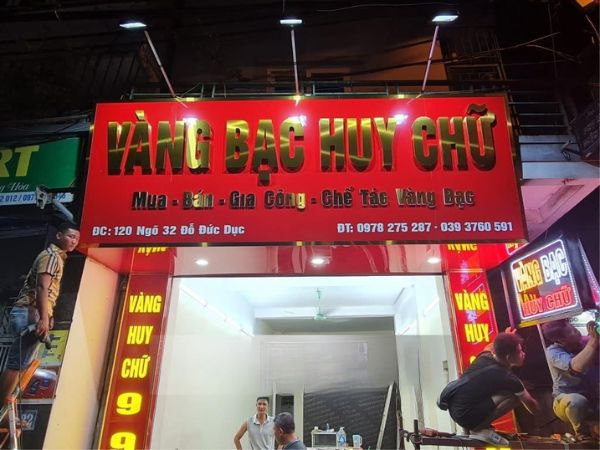 VÀNG BẠC HUY CHỮ
Mua - Bán - Gia Công - Chế Tác Vàng Bạc
ĐC: 120 Ngõ 32 Đỗ Đức Dục
ĐT: 0978 275 287 - 039 3760 591
VÀNG
HUY
CHỮ
9
9
VÀNG
HUY
VÀNG BẠC
HUY CHỮ